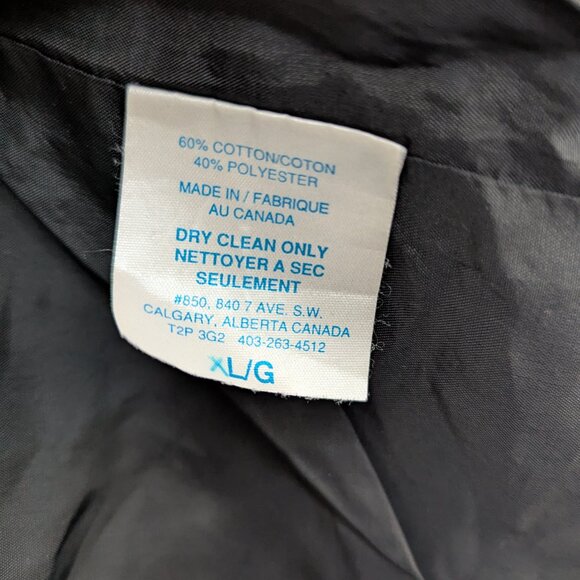 60% COTTON/COTON
40% POLYESTER
MADE IN / FABRIQUE
AU CANADA
DRY CLEAN ONLY
NETTOYER A SEC
SEULEMENT
#850, 840 7 AVE. S.W.
CALGARY, ALBERTA CANADA
T2P 3G2 403-263-4512
XL/G